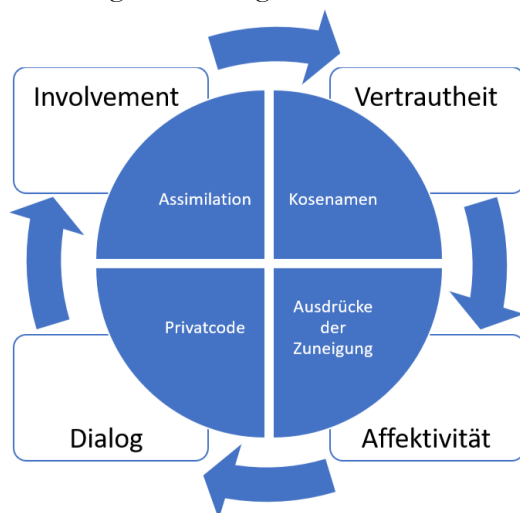 Involvement
Vertrautheit
Assimilation
Kosenamen
Privatcode
Ausdrücke
der
Zuneigung
Dialog
Affektivität